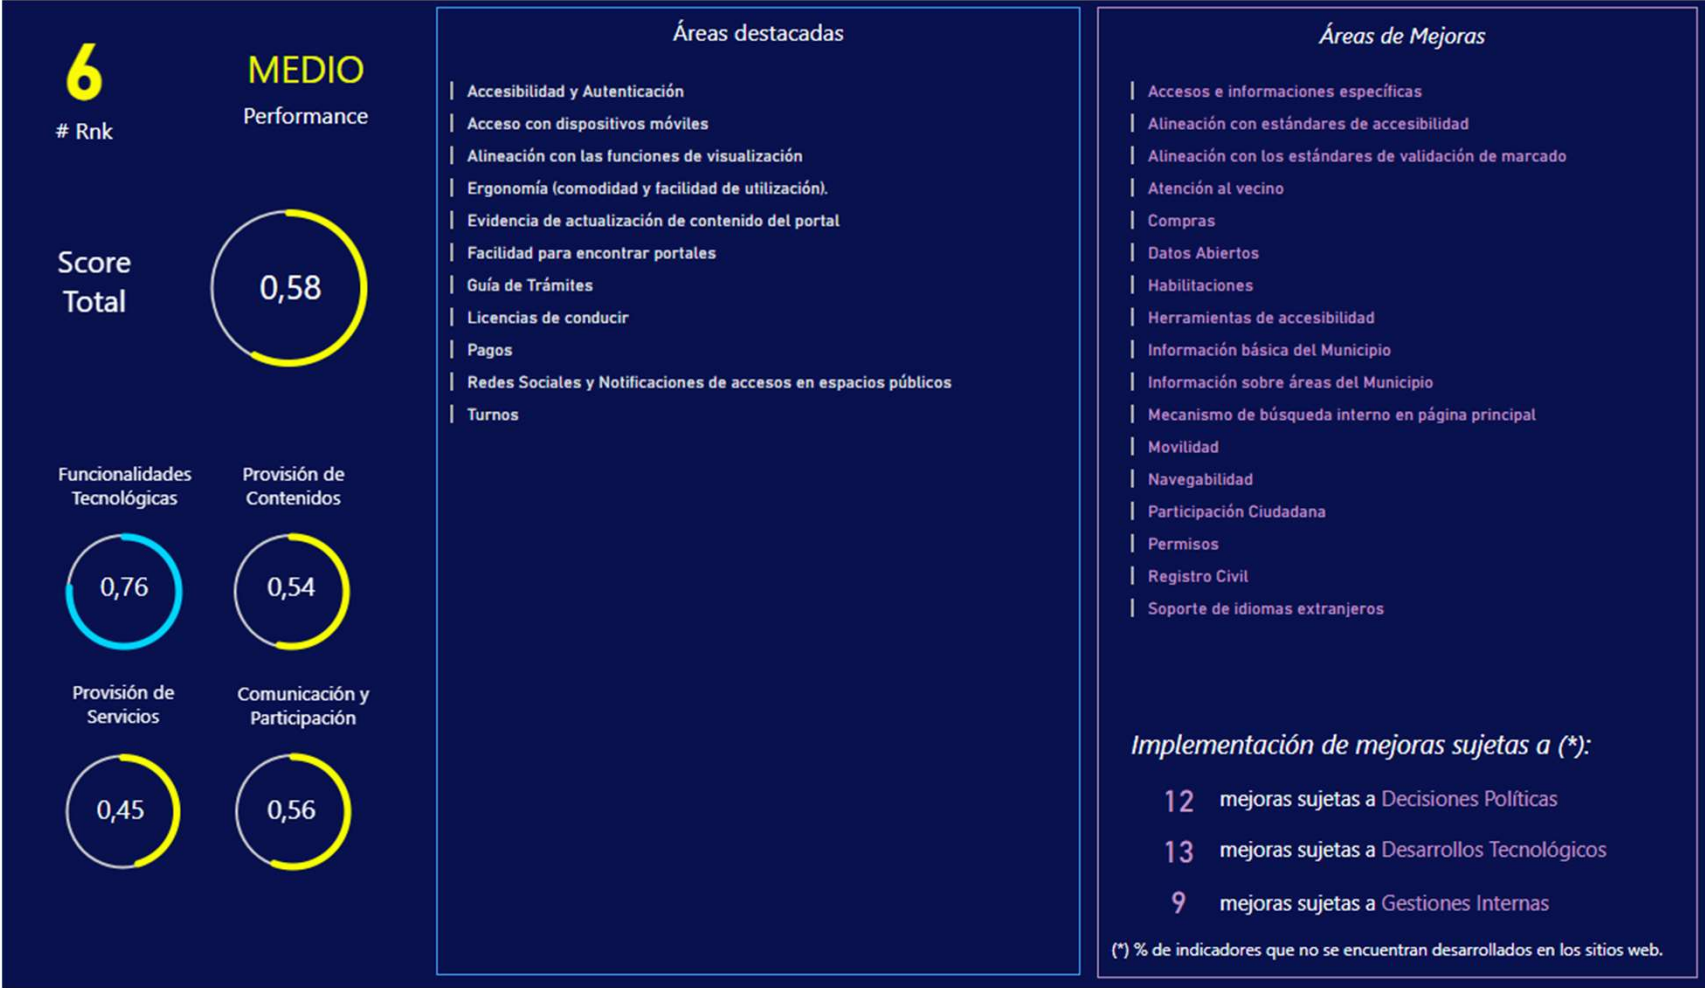 6
# Rnk
MEDIO
Performance
Score
Total
0,58
Funcionalidades
Tecnológicas
0,76
Provisión de
Contenidos
0,54
Provisión de
Servicios
0,45
Comunicación y
Participación
0,56
Áreas destacadas
Accesibilidad y Autenticación
Acceso con dispositivos móviles
Alineación con las funciones de visualización
Ergonomía (comodidad y facilidad de utilización).
Evidencia de actualización de contenido del portal
Facilidad para encontrar portales
Guía de Trámites
Licencias de conducir
Pagos
Redes Sociales y Notificaciones de accesos en espacios públicos
Turnos
Áreas de Mejoras
Accesos e informaciones específicas
Alineación con estándares de accesibilidad
Alineación con los estándares de validación de marcado
Atención al vecino
Compras
Datos Abiertos
Habilitaciones
Herramientas de accesibilidad
Información básica del Municipio
Información sobre áreas del Municipio
Mecanismo de búsqueda interno en página principal
Movilidad
Navegabilidad
Participación Ciudadana
Permisos
Registro Civil
Soporte de idiomas extranjeros
Implementación de mejoras sujetas a (*):
12 mejoras sujetas a Decisiones Políticas
13 mejoras sujetas a Desarrollos Tecnológicos
9 mejoras sujetas a Gestiones Internas
(*) % de indicadores que no se encuentran desarrollados en los sitios web.